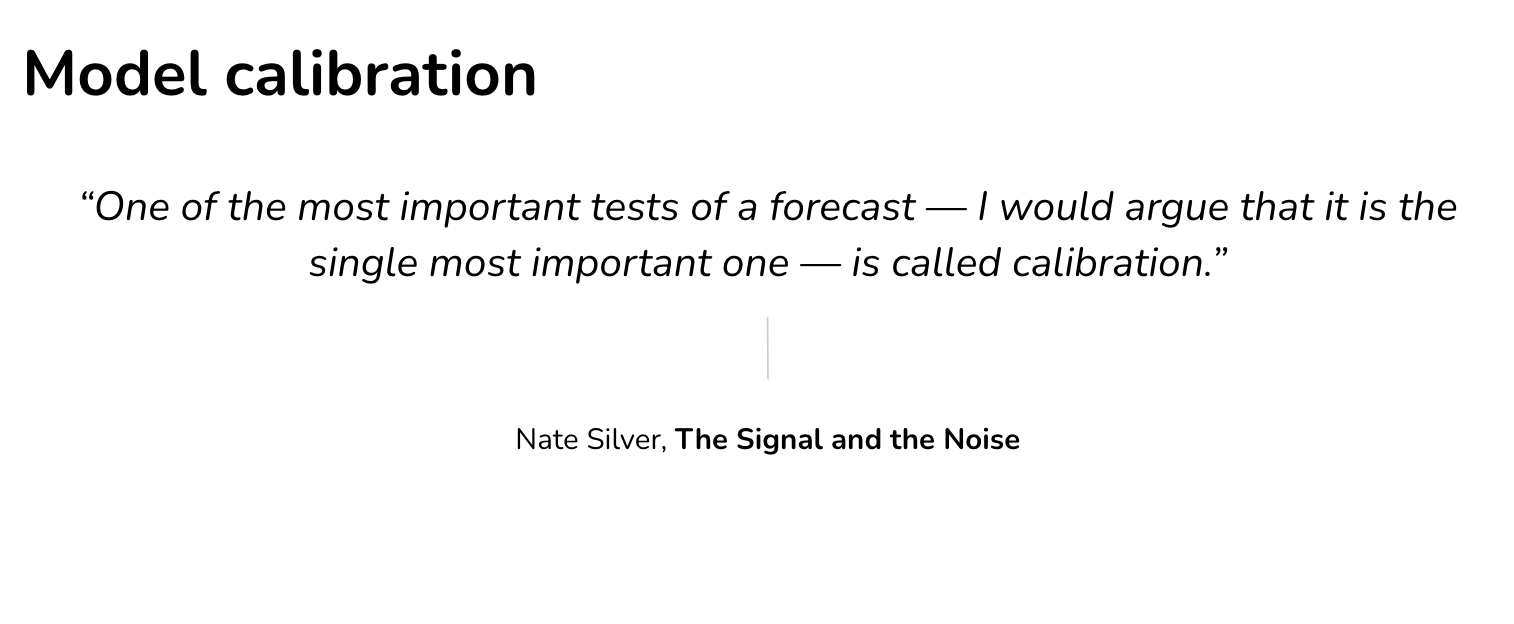 Model calibration
“One of the most important tests of a forecast — I would argue that it is the
single most important one — is called calibration.”
Nate Silver, The Signal and the Noise